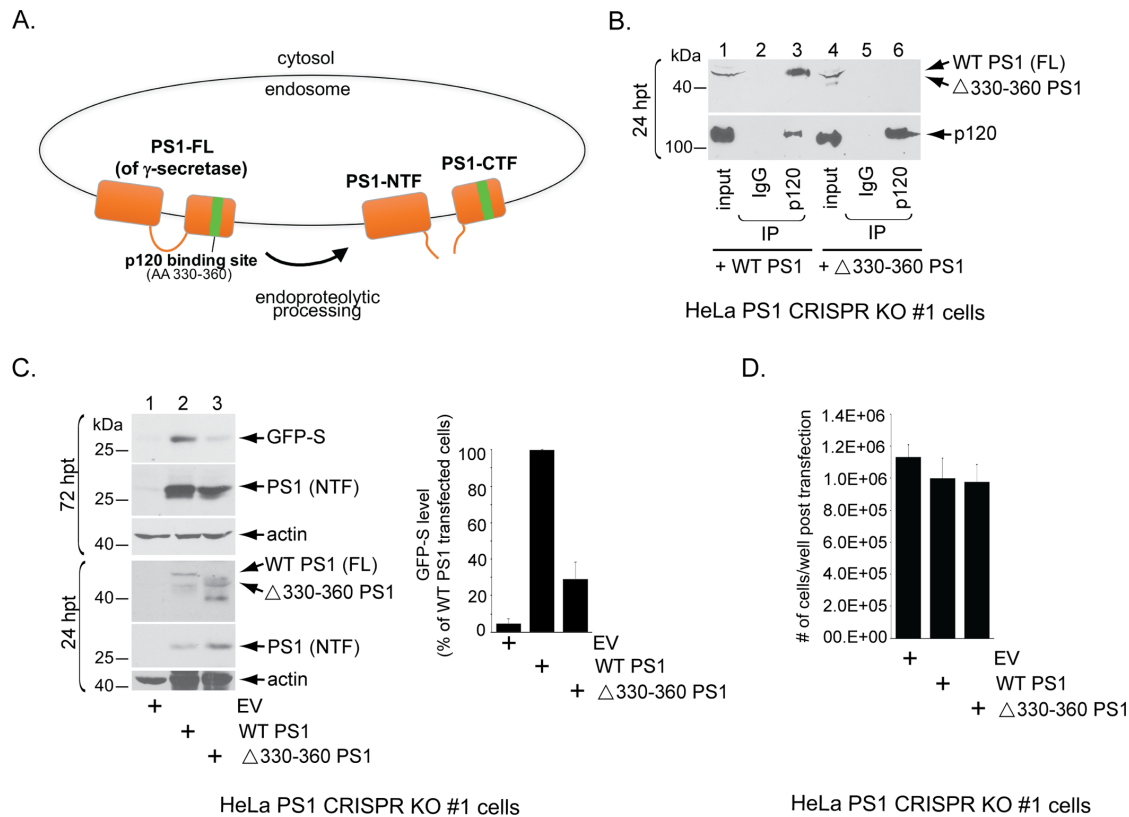 A.
cytosol
endosome
PS1-FL
(of γ-secretase)
PS1-NTF
PS1-CTF
p120 binding site
(AA 330-360)
endoproteolytic
processing
B.
kDa
1 2 3 4 5 6
24 hpt
40
100
WT PS1 (FL)
△330-360 PS1
p120
input
IgG
p120
input
IgG
p120
IP
IP
+ WT PS1
+ △330-360 PS1
HeLa PS1 CRISPR KO #1 cells
C.
1 2 3
kDa
72 hpt
25
GFP-S
25
PS1 (NTF)
40
actin
24 hpt
WT PS1 (FL)
△330-360 PS1
40
PS1 (NTF)
25
40
actin
+ EV
+ WT PS1
+ △330-360 PS1
GFP-S level
(% of WT PS1 transfected cells)
100
80
60
40
20
0
+ EV
+ WT PS1
+ △330-360 PS1
HeLa PS1 CRISPR KO #1 cells
D.
# of cells/well post transfection
1.4E+06
1.2E+06
1.0E+06
8.0E+05
6.0E+05
4.0E+05
2.0E+05
00.E+00
+ EV
+ WT PS1
+ △330-360 PS1
HeLa PS1 CRISPR KO #1 cells